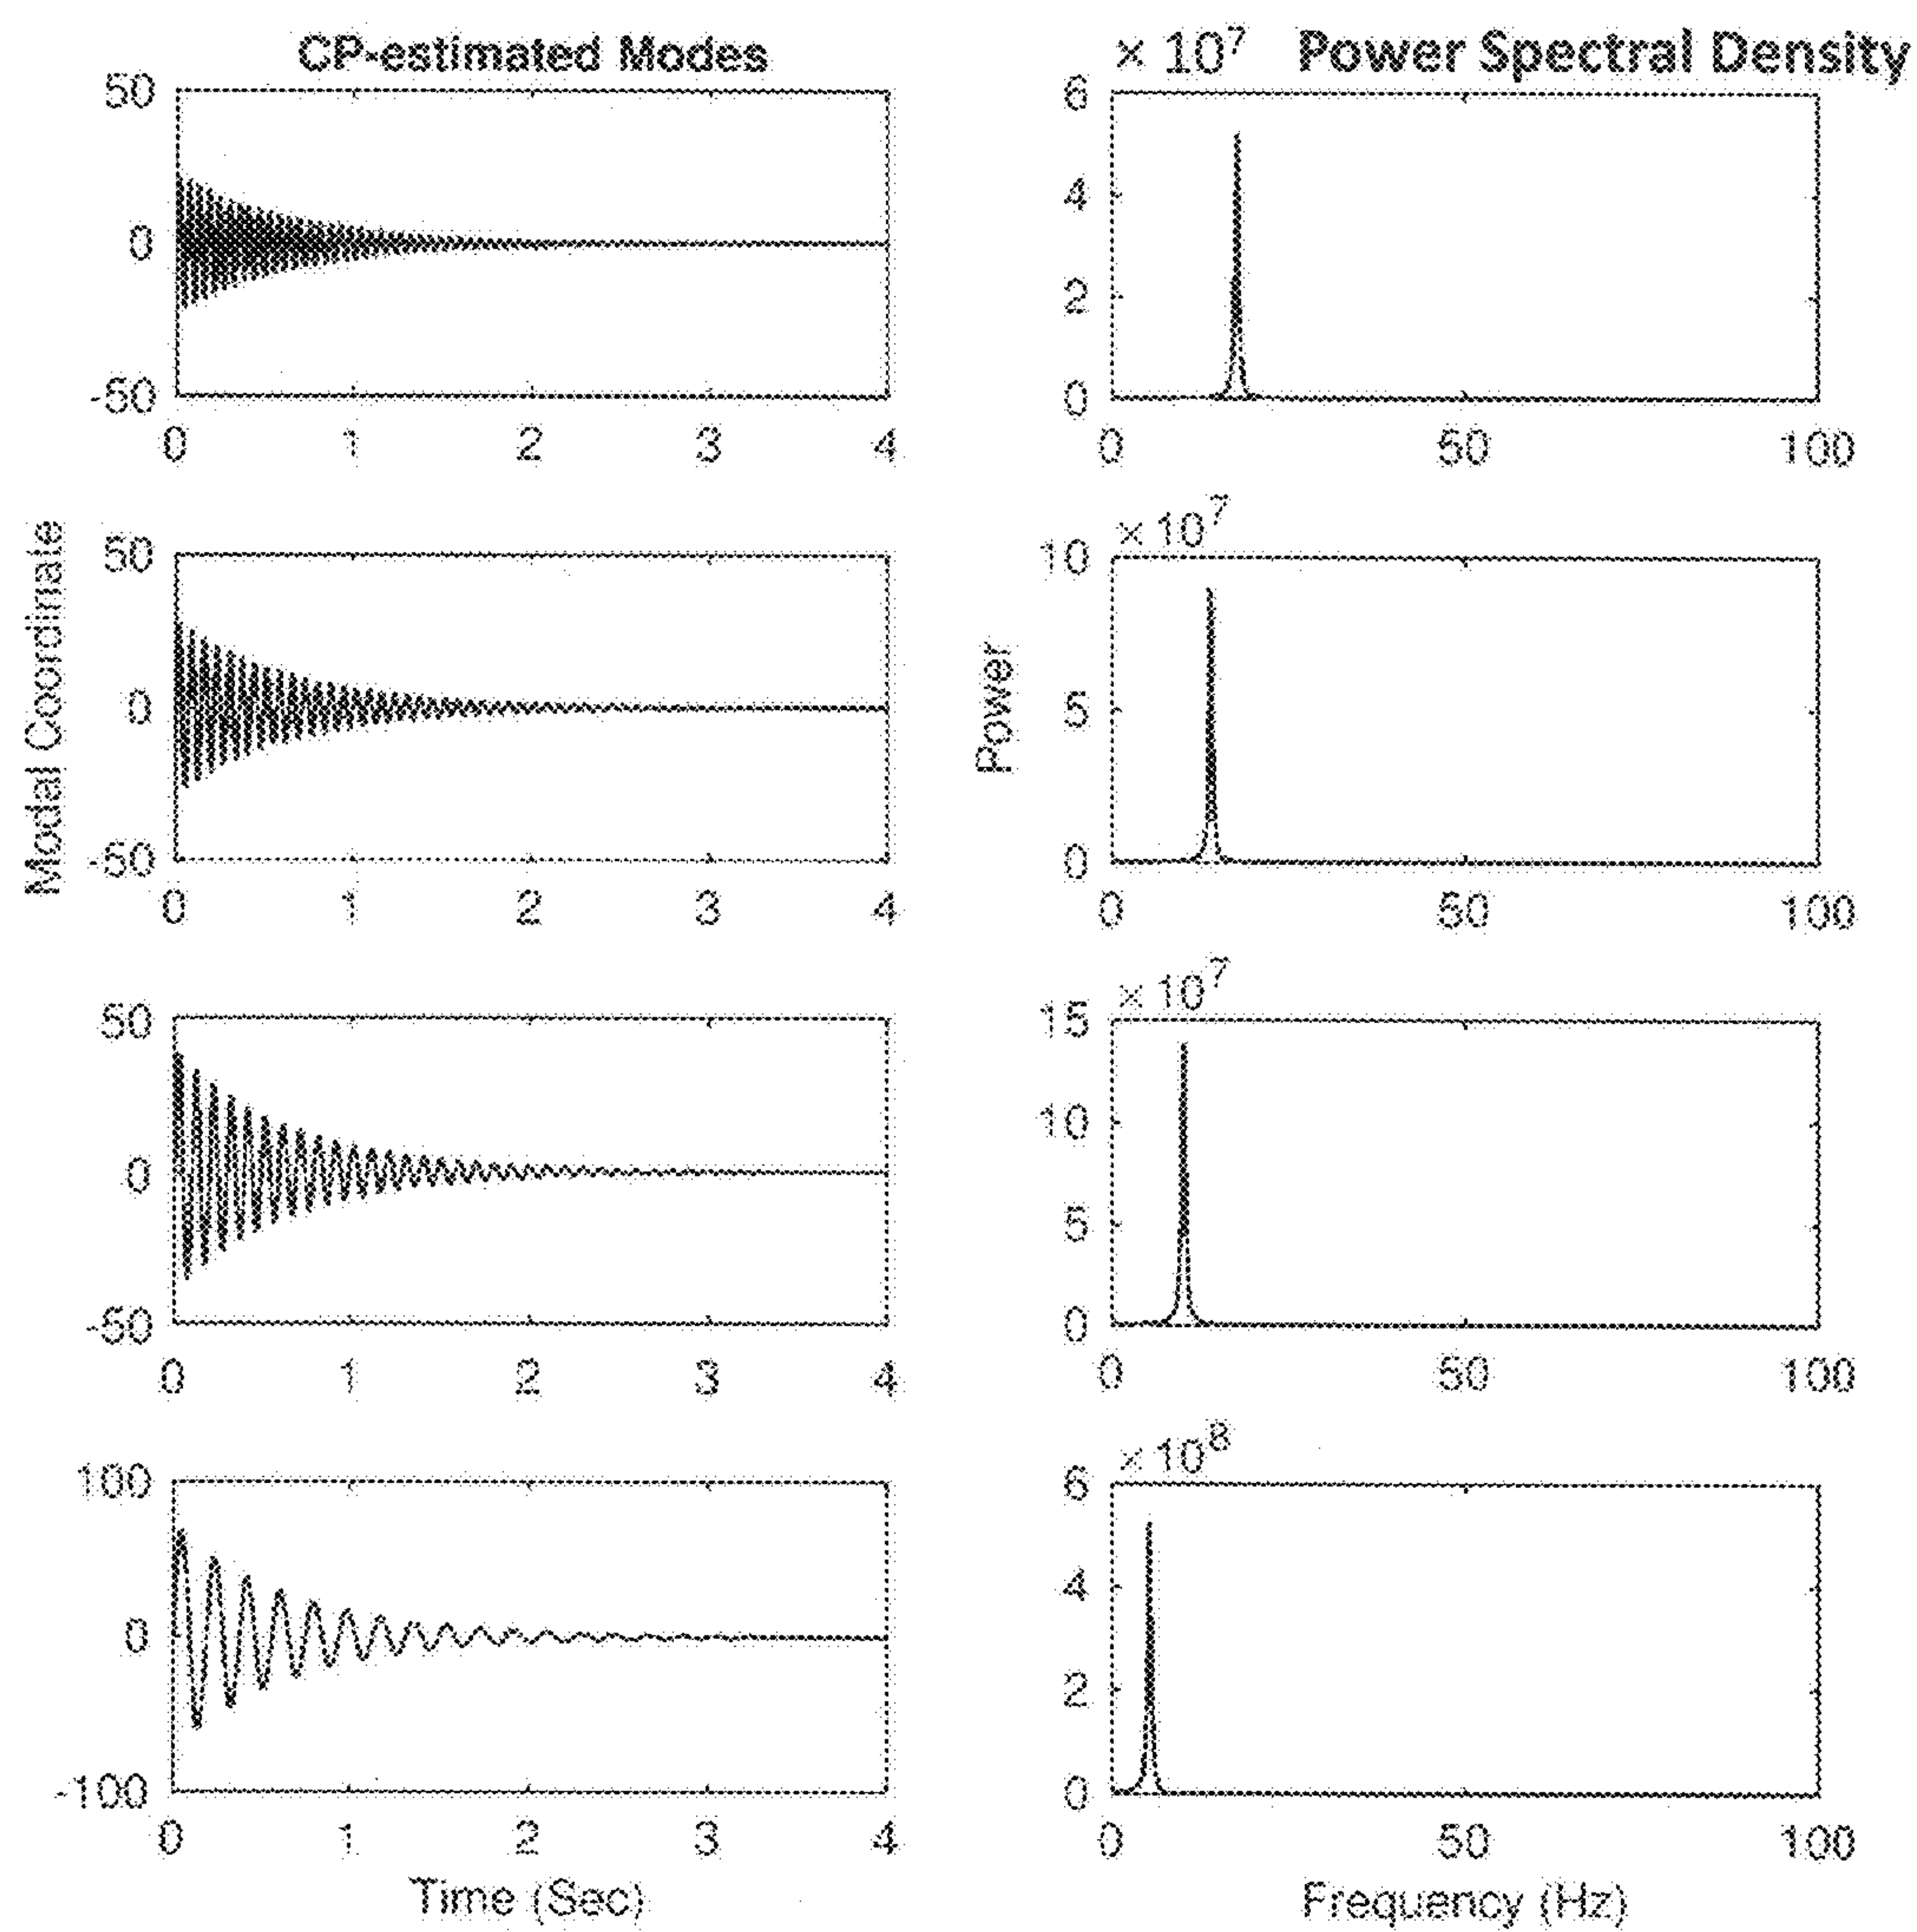 CP-estimated Modes
× 10^7 Power Spectral Density
50
0
-50
0 1 2 3 4
6
4
2
0
0 50 100
Modal Coordinate
50
0
-50
0 1 2 3 4
Power
× 10^7
10
5
0
0 50 100
50
0
-50
0 1 2 3 4
× 10^7
15
10
5
0
0 50 100
100
0
-100
0 1 2 3 4
Time (Sec)
× 10^8
6
4
2
0
0 50 100
Frequency (Hz)